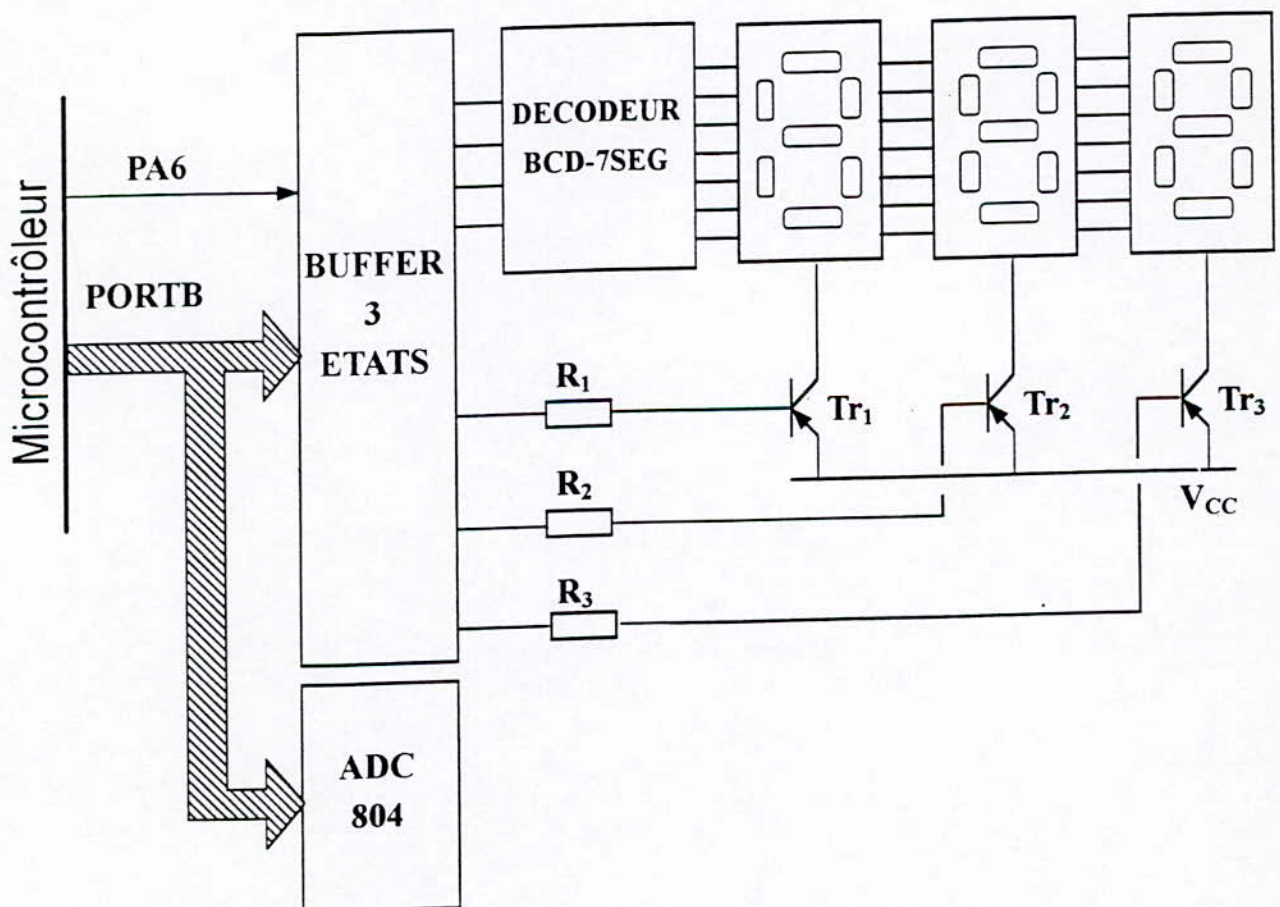 Microcontrôleur
PA6
PORTB
BUFFER
3
ETATS
DECODEUR
BCD-7SEG
R1
Tr1
Tr2
Tr3
R2
VCC
R3
ADC
804